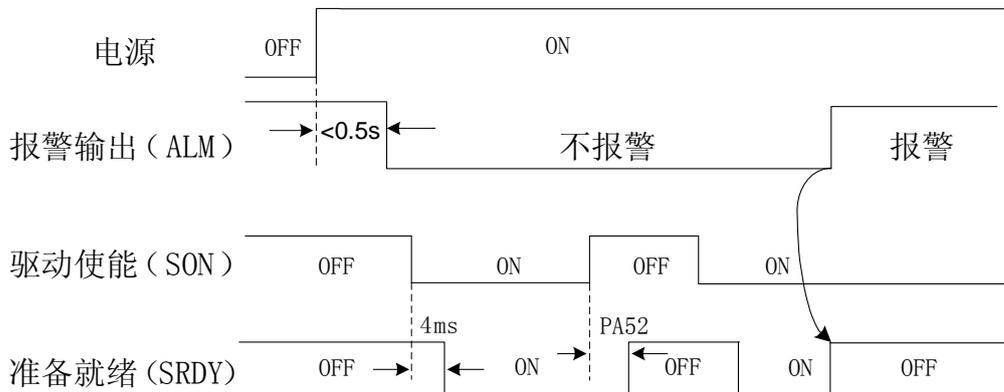 电源 OFF ON
报警输出（ALM） <0.5s 不报警 报警
驱动使能（SON） OFF ON OFF ON
4ms PA52
准备就绪(SRDY) OFF ON OFF ON OFF